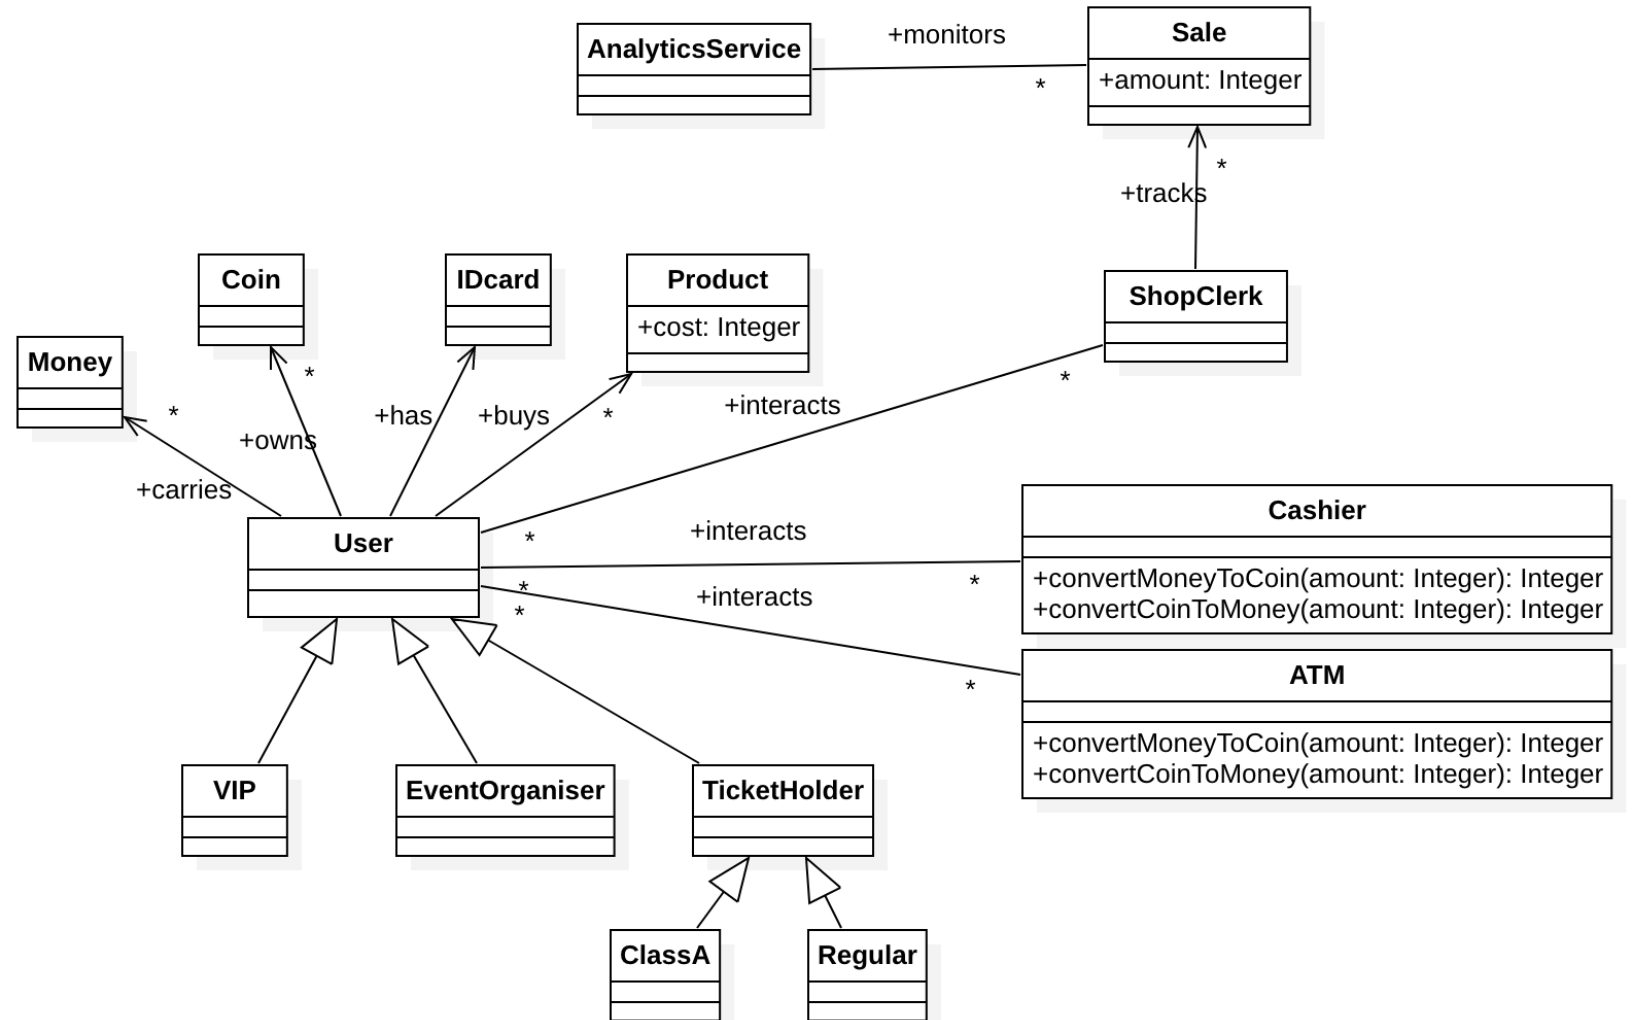 AnalyticsService
+monitors
*
Sale
+amount: Integer
*
+tracks
ShopClerk
Coin
IDcard
Product
+cost: Integer
Money
*
*
+owns
+carries
+has
+buys
*
+interacts
*
User
*
+interacts
*
*
Cashier
+convertMoneyToCoin(amount: Integer): Integer
+convertCoinToMoney(amount: Integer): Integer
*
+interacts
*
ATM
+convertMoneyToCoin(amount: Integer): Integer
+convertCoinToMoney(amount: Integer): Integer
VIP
EventOrganiser
TicketHolder
ClassA
Regular